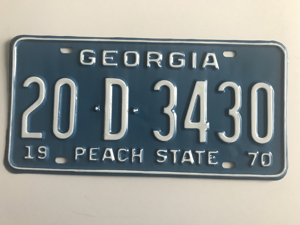 GEORGIA
20·D·3430
19 PEACH STATE 70